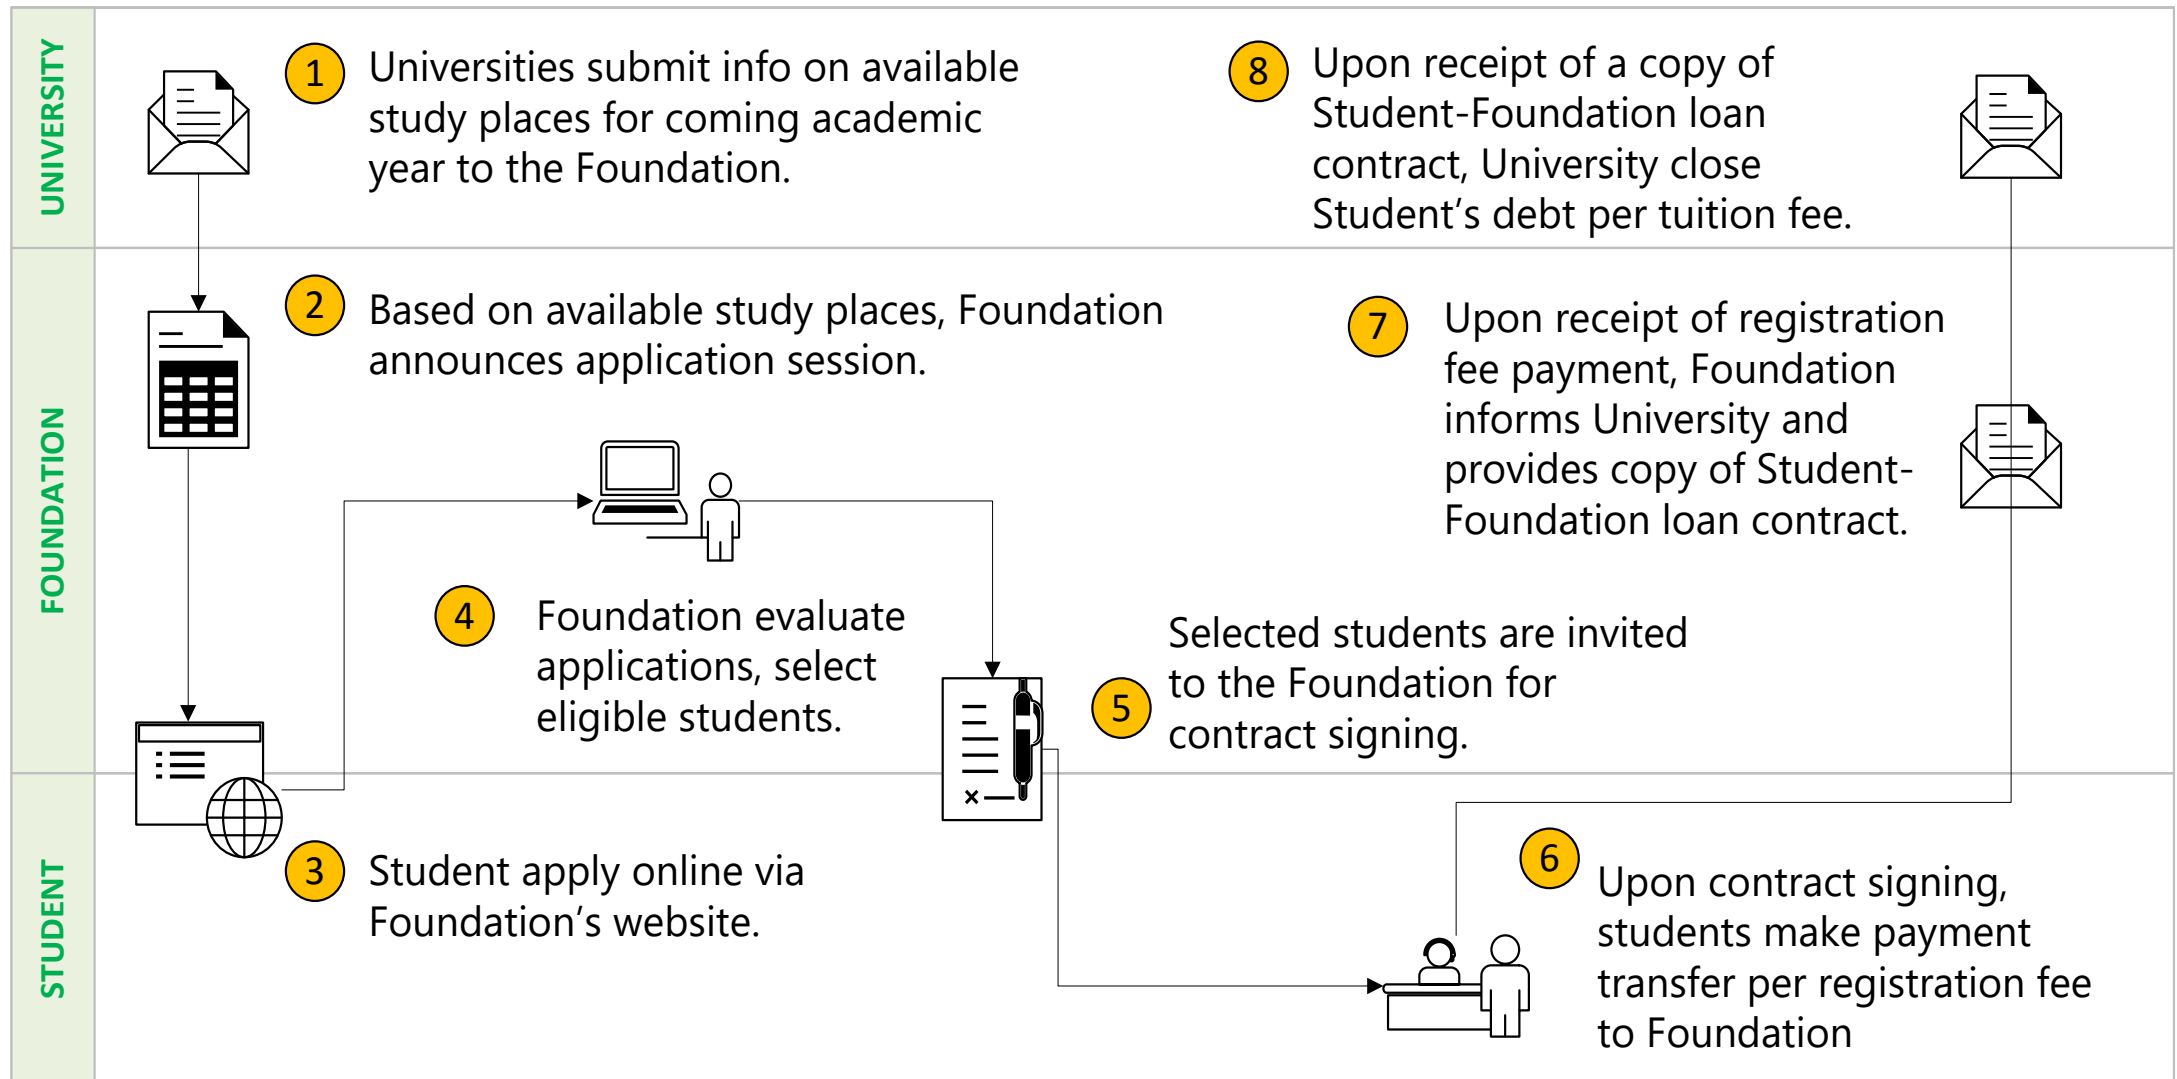 UNIVERSITY
1
Universities submit info on available
study places for coming academic
year to the Foundation.
8
Upon receipt of a copy of
Student-Foundation loan
contract, University close
Student’s debt per tuition fee.
FOUNDATION
2
Based on available study places, Foundation
announces application session.
7
Upon receipt of registration
fee payment, Foundation
informs University and
provides copy of Student-
Foundation loan contract.
4
Foundation evaluate
applications, select
eligible students.
5
Selected students are invited
to the Foundation for
contract signing.
STUDENT
3
Student apply online via
Foundation’s website.
6
Upon contract signing,
students make payment
transfer per registration fee
to Foundation